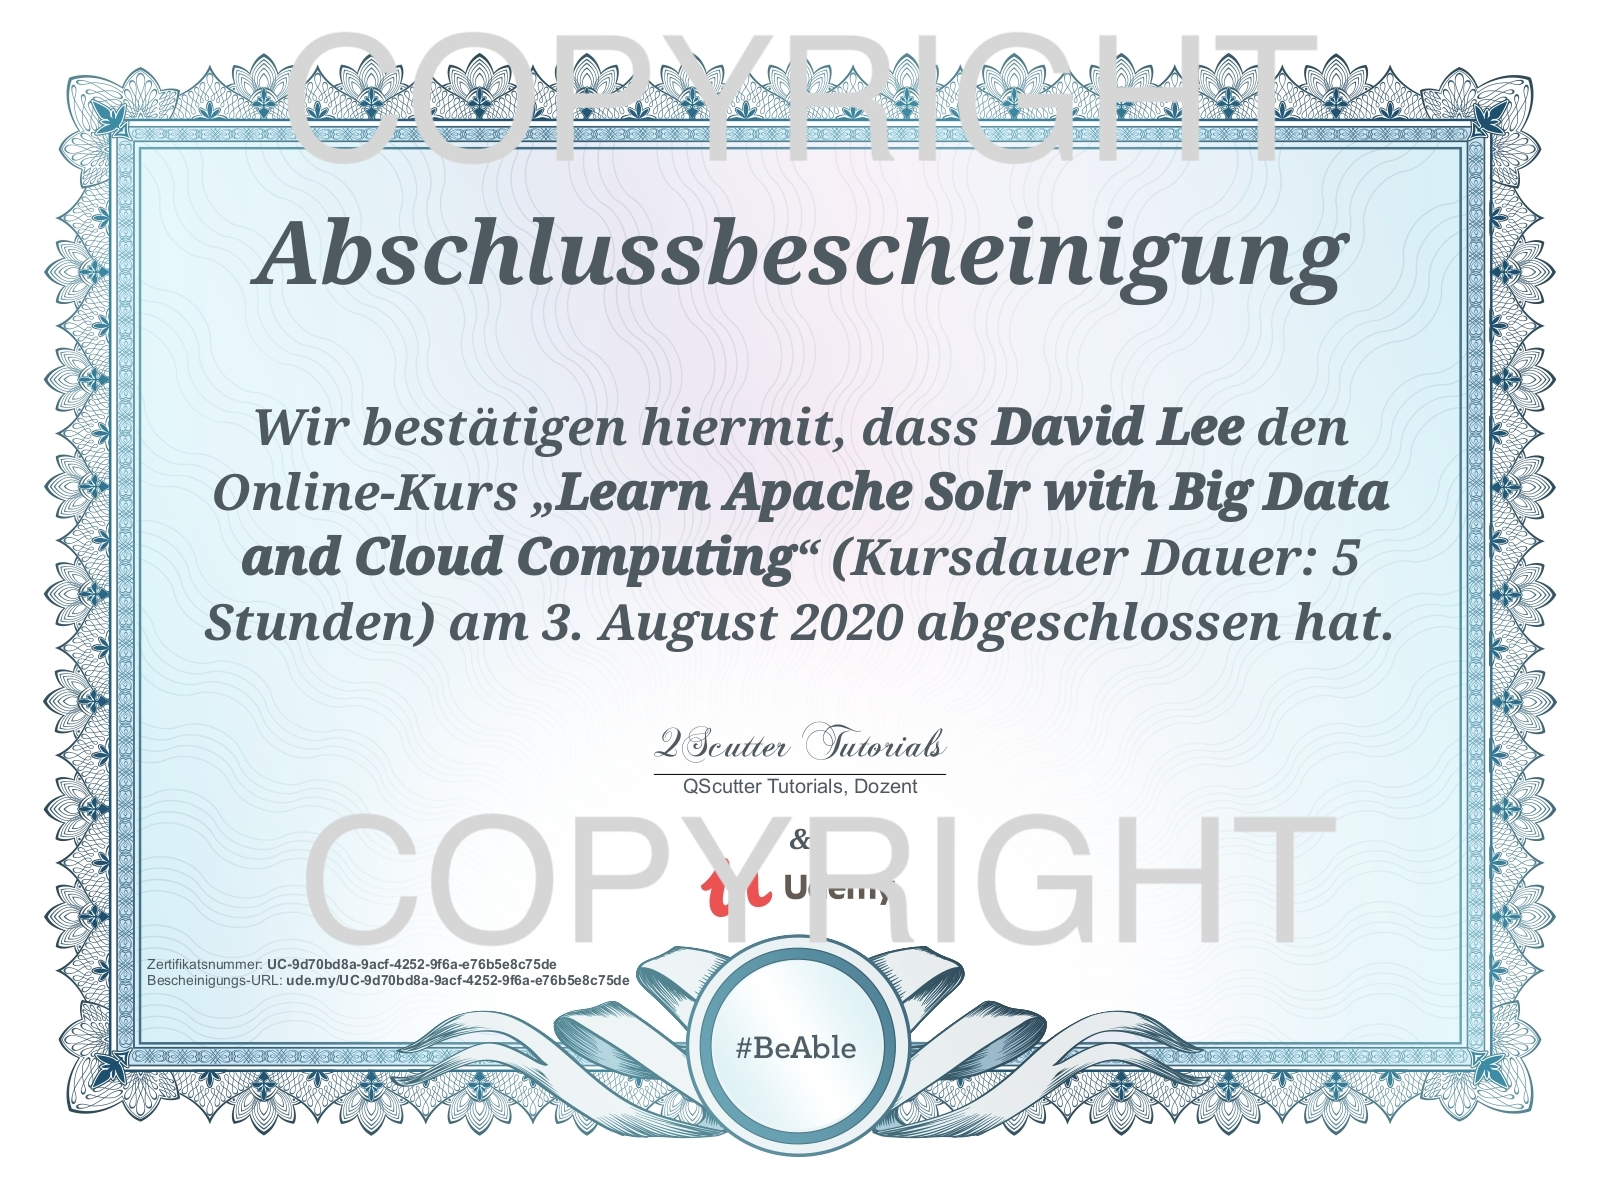 COPYRIGHT
Abschlussbescheinigung
Wir bestätigen hiermit, dass David Lee den
Online-Kurs „Learn Apache Solr with Big Data
and Cloud Computing“ (Kursdauer Dauer: 5
Stunden) am 3. August 2020 abgeschlossen hat.
QScutter Tutorials
QScutter Tutorials, Dozent
&
COPYRIGHT
Udemy
Zertifikatsnummer: UC-9d70bd8a-9acf-4252-9f6a-e76b5e8c75de
Bescheinigungs-URL: ude.my/UC-9d70bd8a-9acf-4252-9f6a-e76b5e8c75de
#BeAble